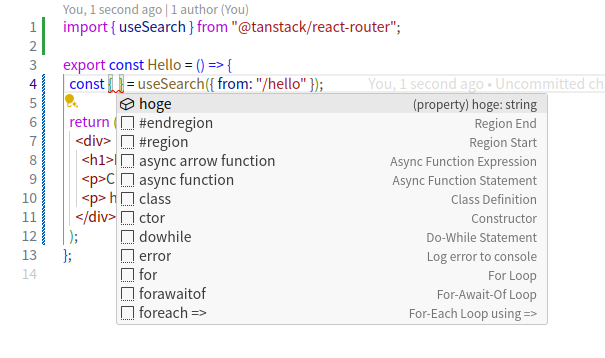 You, 1 second ago | 1 author (You)
1 import { useSearch } from "@tanstack/react-router";
2
3 export const Hello = () => {
4 const { } = useSearch({ from: "/hello" }); You, 1 second ago • Uncommitted ch
5 hoge (property) hoge: string
6 return ( #endregion Region End
7 <div> #region Region Start
8 <h1> async arrow function Async Function Expression
9 <p>C async function Async Function Statement
10 <p> h class Class Definition
11 </div> ctor Constructor
12 ); dowhile Do-While Statement
13 }; error Log error to console
14 for For Loop
forawaitof For-Await-Of Loop
foreach => For-Each Loop using =>